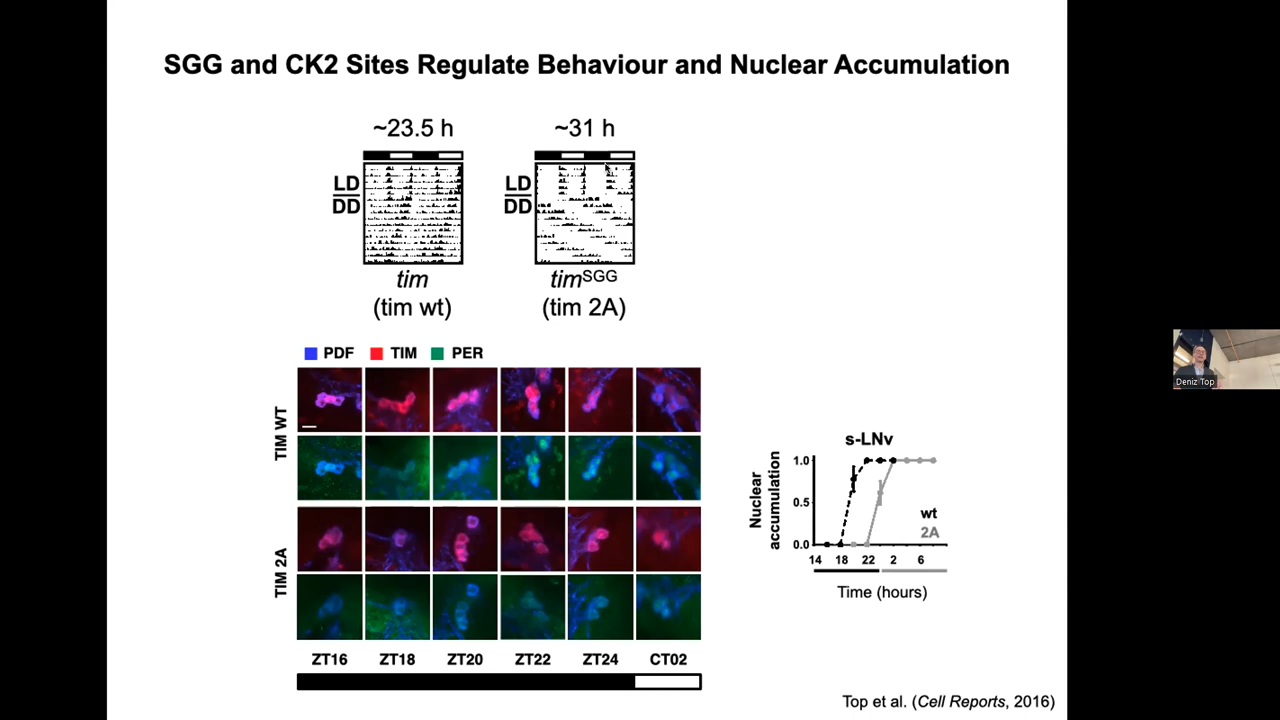 SGG and CK2 Sites Regulate Behaviour and Nuclear Accumulation
~23.5 h
~31 h
LD
DD
LD
DD
tim
(tim wt)
timSGG
(tim 2A)
PDF TIM PER
TIM WT
TIM 2A
ZT16 ZT18 ZT20 ZT22 ZT24 CT02
s-LNv
Nuclear
accumulation
1.0
0.5
0.0
wt
2A
14 18 22 2 6
Time (hours)
Top et al. (Cell Reports, 2016)
Deniz Top